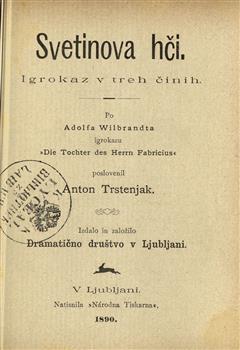 Svetinova hči.
Igrokaz v treh činih.
Po
Adolfa Wilbrandta
igrokazu
»Die Tochter des Herrn Fabricius«
poslovenil
Anton Trstenjak.
Izdalo in založilo
Dramatično društvo v Ljubljani.
V Ljubljani.
Natisnila »Národna Tiskarna«.
1890.